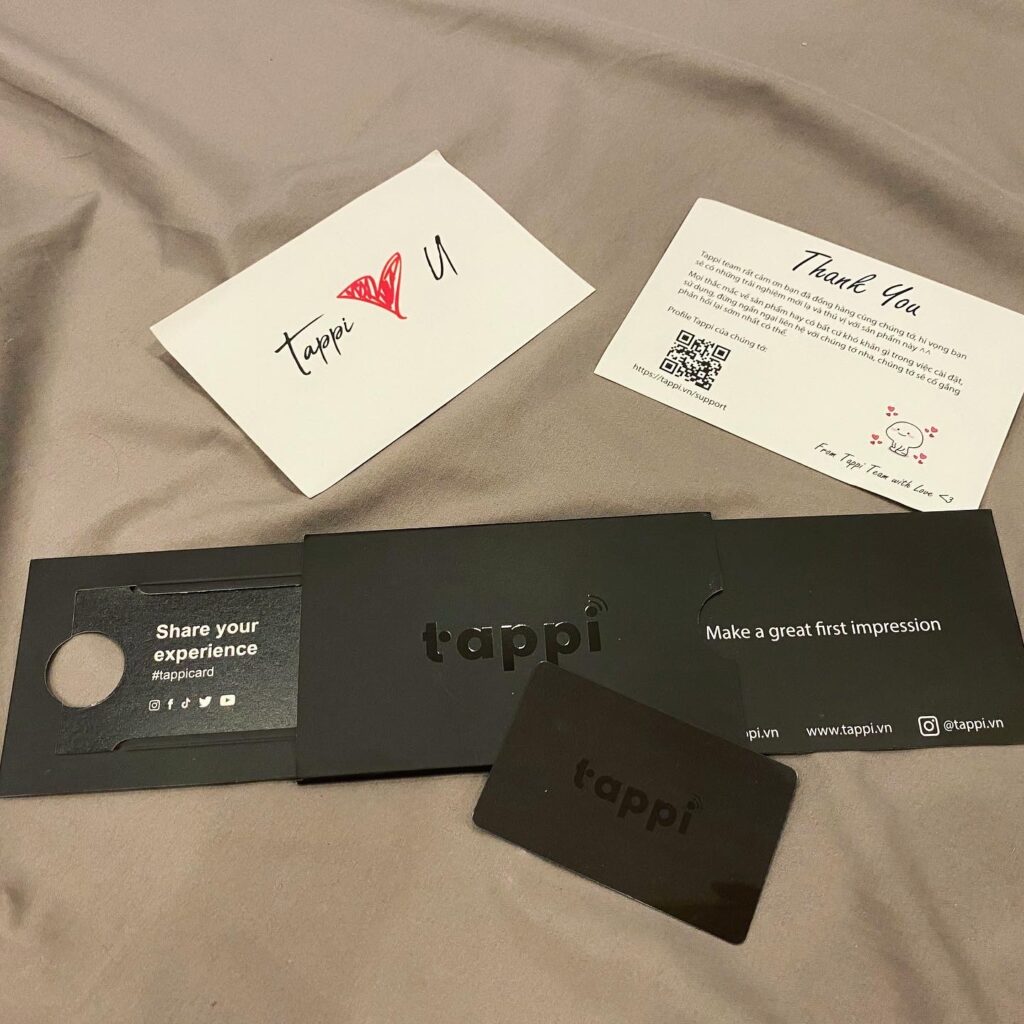 tappi U
Thank You
Tappi team rất cảm ơn bạn đã đồng hàng cùng chúng tớ, hi vọng bạn
sẽ có những trải nghiệm mới lạ và thú vị với sản phẩm này ^^
Mọi thắc mắc về sản phẩm hay có bất cứ khó khăn gì trong việc cài đặt,
sử dụng, đừng ngần ngại liên hệ với chúng tớ nha, chúng tớ sẽ cố gắng
phản hồi lại sớm nhất có thể.
Profile Tappi của chúng tớ:
https://tappi.vn/support
From Tappi Team with Love <3
Share your
experience
#tappicard
tappi
Make a great first impression
pi.vn www.tappi.vn @tappi.vn
tappi